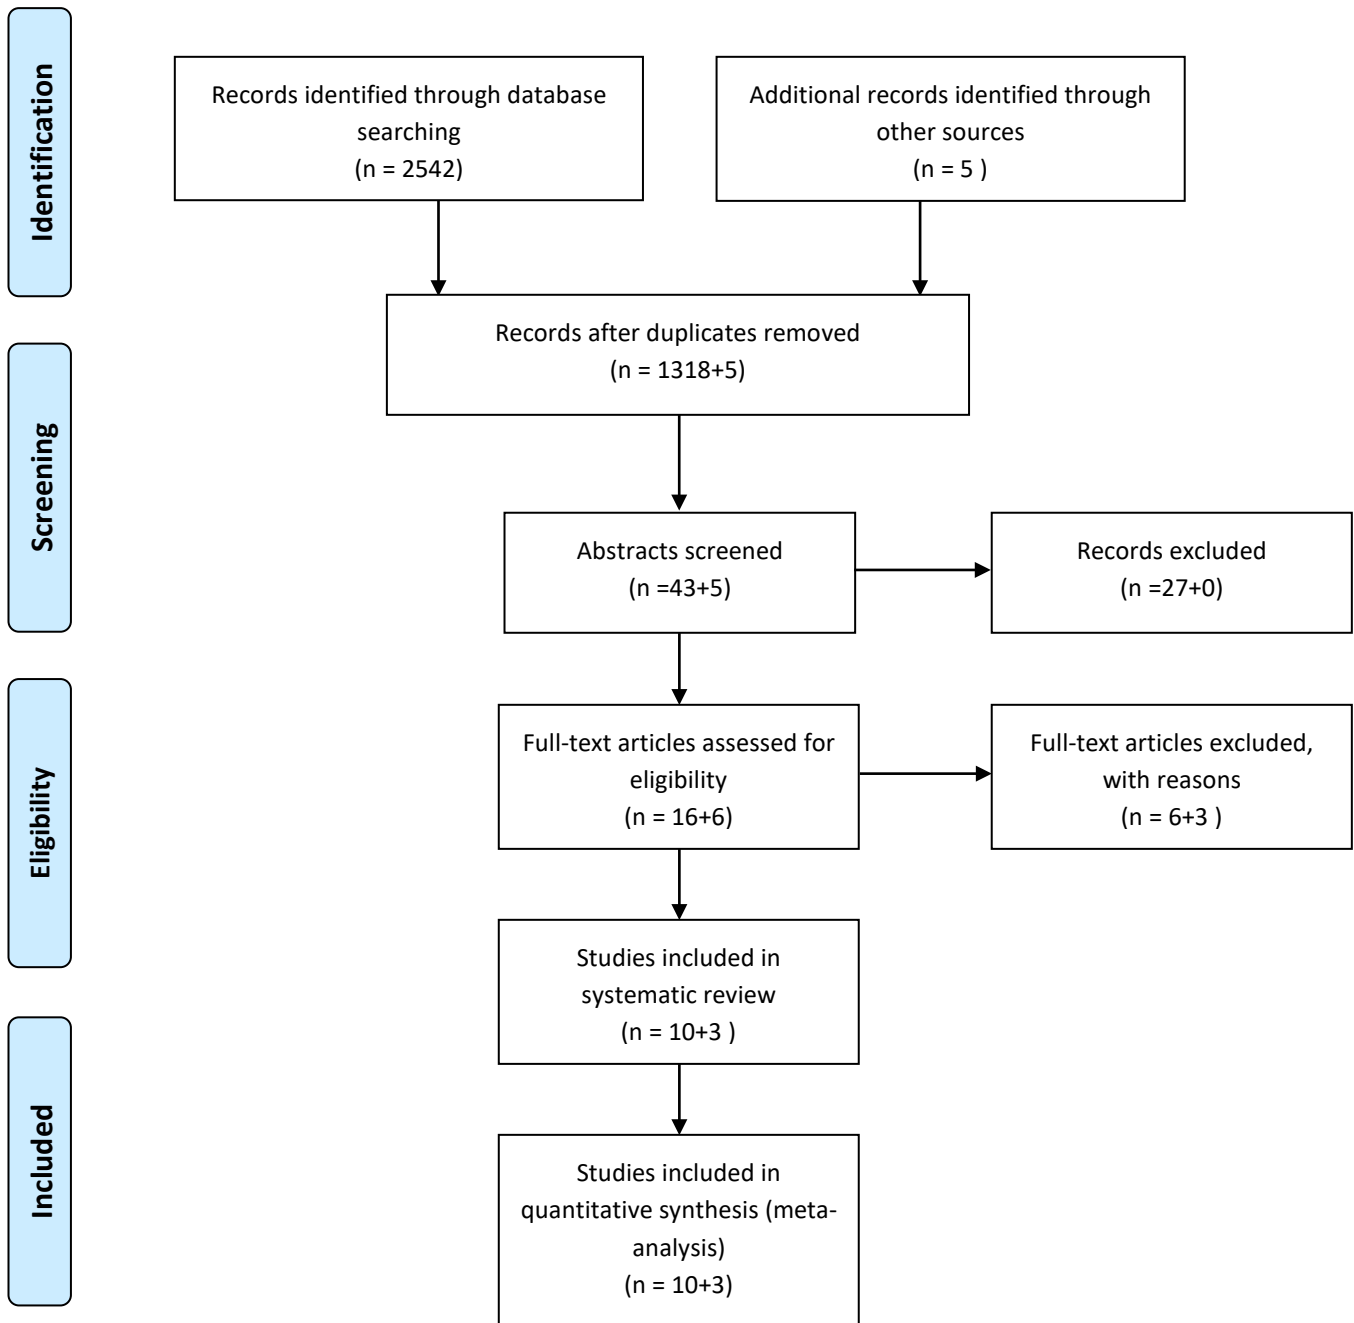 Identification
Records identified through database
searching
(n = 2542)
Additional records identified through
other sources
(n = 5 )
Records after duplicates removed
(n = 1318+5)
Screening
Abstracts screened
(n =43+5)
Records excluded
(n =27+0)
Eligibility
Full-text articles assessed for
eligibility
(n = 16+6)
Full-text articles excluded,
with reasons
(n = 6+3 )
Studies included in
systematic review
(n = 10+3 )
Included
Studies included in
quantitative synthesis (meta-
analysis)
(n = 10+3)